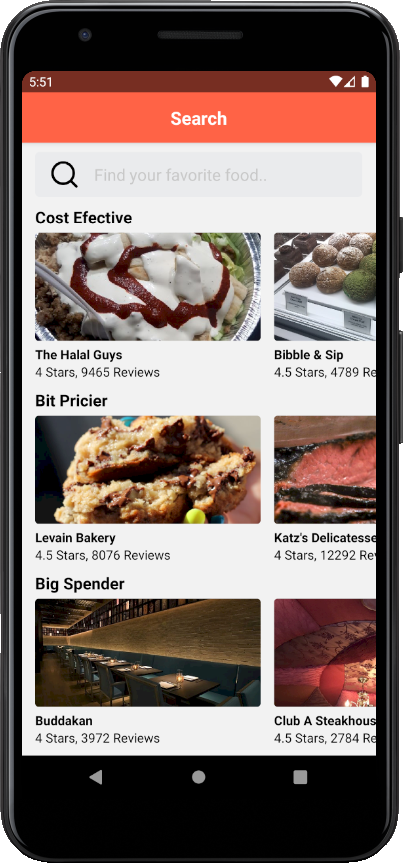 5:51
Search
Find your favorite food..
Cost Efective
The Halal Guys
Bibble & Sip
4 Stars, 9465 Reviews
4.5 Stars, 4789 Re
Bit Pricier
Levain Bakery
Katz's Delicatesse
4.5 Stars, 8076 Reviews
4 Stars, 12292 Rev
Big Spender
Buddakan
Club A Steakhous
4 Stars, 3972 Reviews
4.5 Stars, 2784 Re